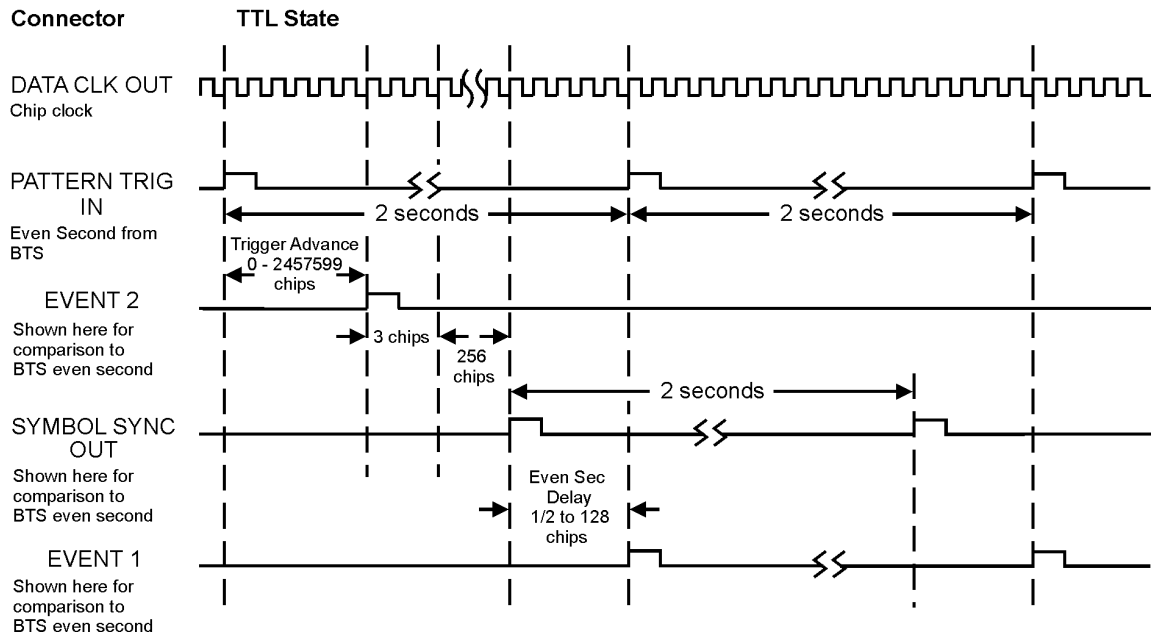 Connector TTL State
DATA CLK OUT
Chip clock
PATTERN TRIG
IN
Even Second from
BTS
2 seconds
2 seconds
Trigger Advance
0 - 2457599
chips
EVENT 2
Shown here for
comparison to
BTS even second
3 chips
256
chips
2 seconds
SYMBOL SYNC
OUT
Shown here for
comparison to
BTS even second
Even Sec
Delay
1/2 to 128
chips
EVENT 1
Shown here for
comparison to
BTS even second